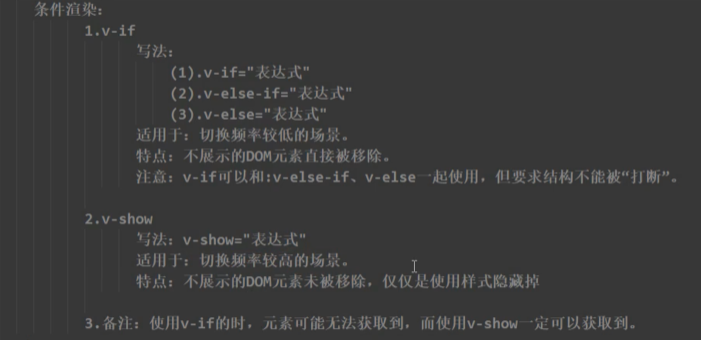 条件渲染:
1.v-if
写法:
(1).v-if="表达式"
(2).v-else-if="表达式"
(3).v-else="表达式"
适用于: 切换频率较低的场景。
特点: 不展示的DOM元素直接被移除。
注意: v-if可以和:v-else-if、v-else一起使用，但要求结构不能被“打断”。
2.v-show
写法: v-show="表达式"
适用于: 切换频率较高的场景。
特点: 不展示的DOM元素未被移除，仅仅是使用样式隐藏掉
3.备注: 使用v-if的时，元素可能无法获取到，而使用v-show一定可以获取到。